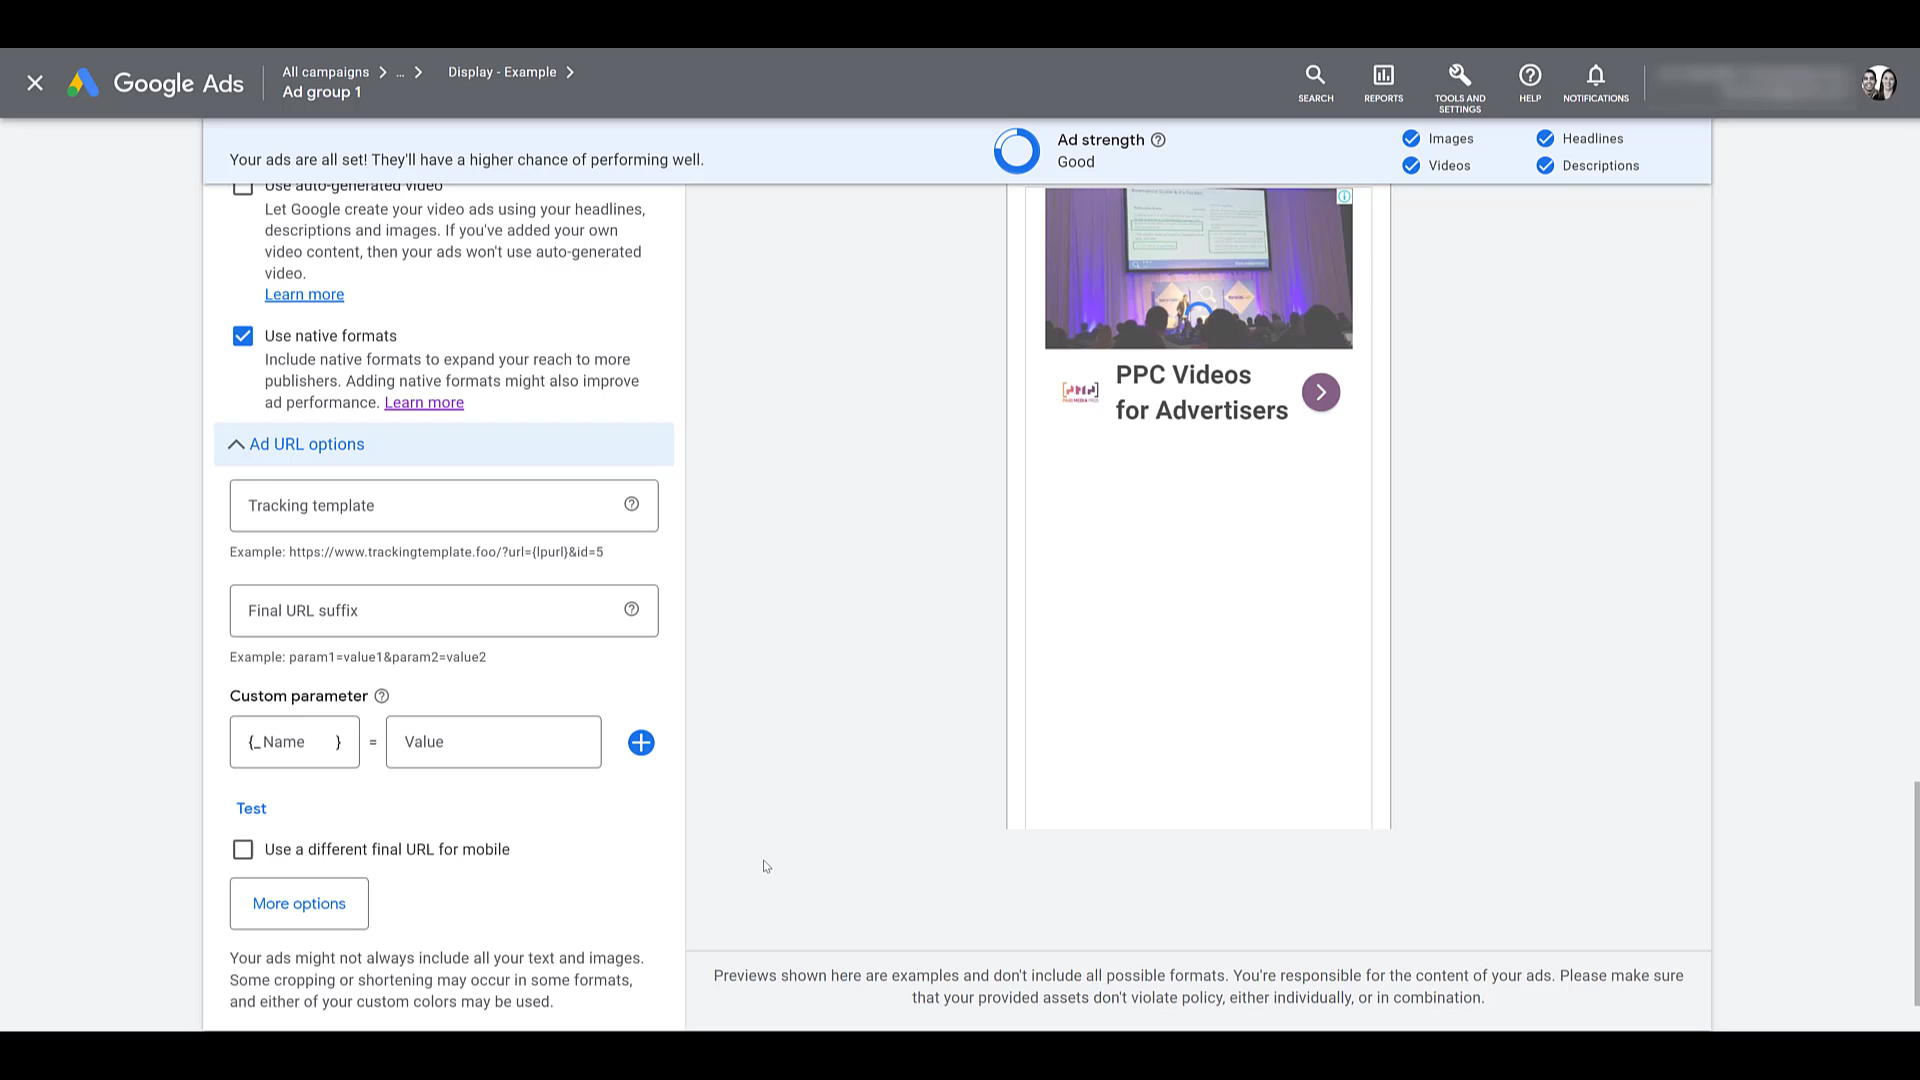 Google Ads
All campaigns > ... > Display - Example >
Ad group 1
SEARCH
REPORTS
TOOLS AND
SETTINGS
HELP
NOTIFICATIONS
Your ads are all set! They'll have a higher chance of performing well.
Ad strength
Good
Images
Headlines
Videos
Descriptions
Use auto-generated video
Let Google create your video ads using your headlines,
descriptions and images. If you've added your own
video content, then your ads won't use auto-generated
video.
Learn more
Use native formats
Include native formats to expand your reach to more
publishers. Adding native formats might also improve
ad performance. Learn more
Ad URL options
Tracking template
Example: https://www.trackingtemplate.foo/?url={lpurl}&id=5
Final URL suffix
Example: param1=value1&param2=value2
Custom parameter
{_ Name } = Value
Test
Use a different final URL for mobile
More options
Your ads might not always include all your text and images.
Some cropping or shortening may occur in some formats,
and either of your custom colors may be used.
PAID MEDIA PROS
PPC Videos
for Advertisers
Previews shown here are examples and don't include all possible formats. You're responsible for the content of your ads. Please make sure
that your provided assets don't violate policy, either individually, or in combination.